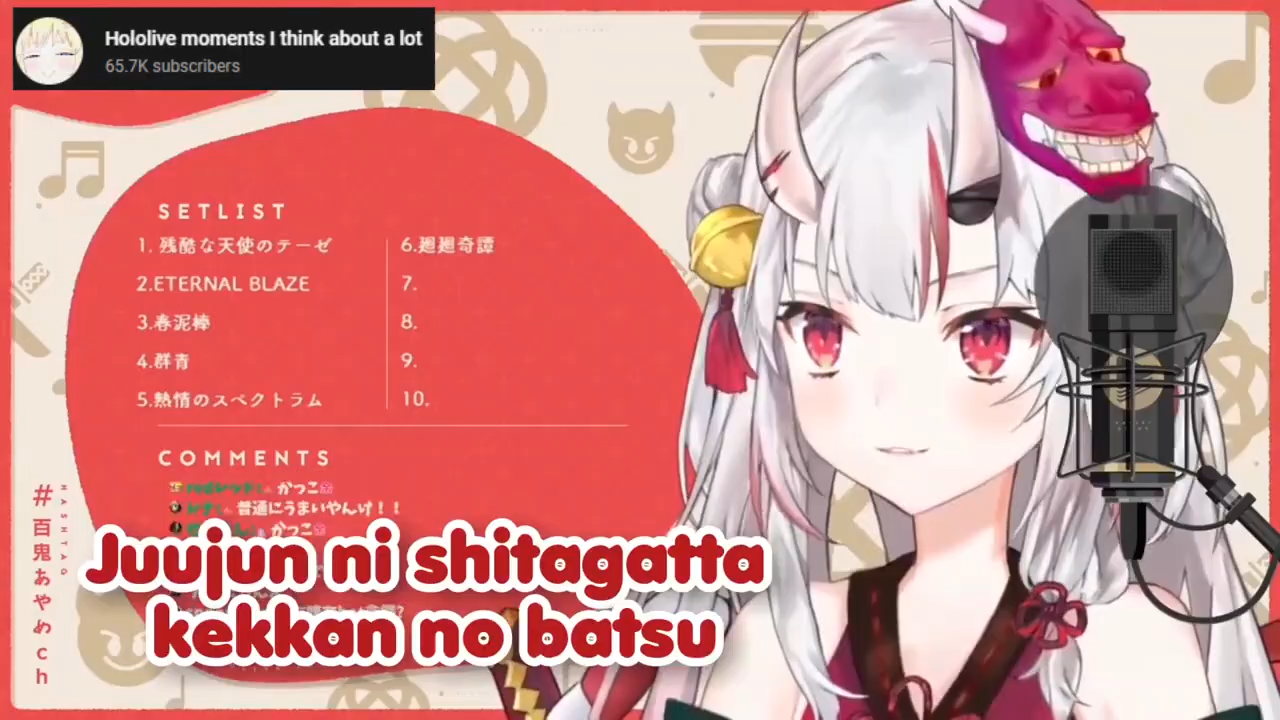 Hololive moments I think about a lot
65.7K subscribers
SETLIST
1. 残酷な天使のテーゼ
2.ETERNAL BLAZE
3.春泥棒
4.群青
5.熱情のスペクトラム
6.廻廻奇譚
7.
8.
9.
10.
COMMENTS
かっこ
普通にうまいやんけ！！
かっこ
HASHTAG
#百鬼あやめch
Juujun ni shitagatta
kekkan no batsu